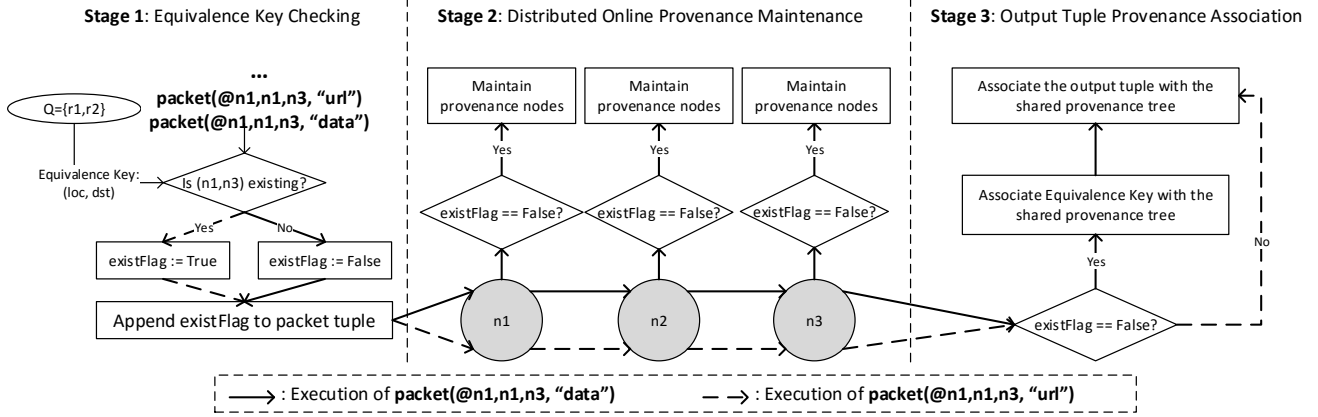 Stage 1: Equivalence Key Checking
Stage 2: Distributed Online Provenance Maintenance
Stage 3: Output Tuple Provenance Association
...
packet(@n1,n1,n3, “url”)
packet(@n1,n1,n3, “data”)
Q={r1,r2}
Equivalence Key:
(loc, dst)
Is (n1,n3) existing?
Yes
No
existFlag := True
existFlag := False
Append existFlag to packet tuple
Maintain
provenance nodes
Maintain
provenance nodes
Maintain
provenance nodes
Yes
Yes
Yes
existFlag == False?
existFlag == False?
existFlag == False?
n1
n2
n3
Associate the output tuple with the
shared provenance tree
Associate Equivalence Key with the
shared provenance tree
Yes
No
existFlag == False?
: Execution of packet(@n1,n1,n3, “data”)
: Execution of packet(@n1,n1,n3, “url”)